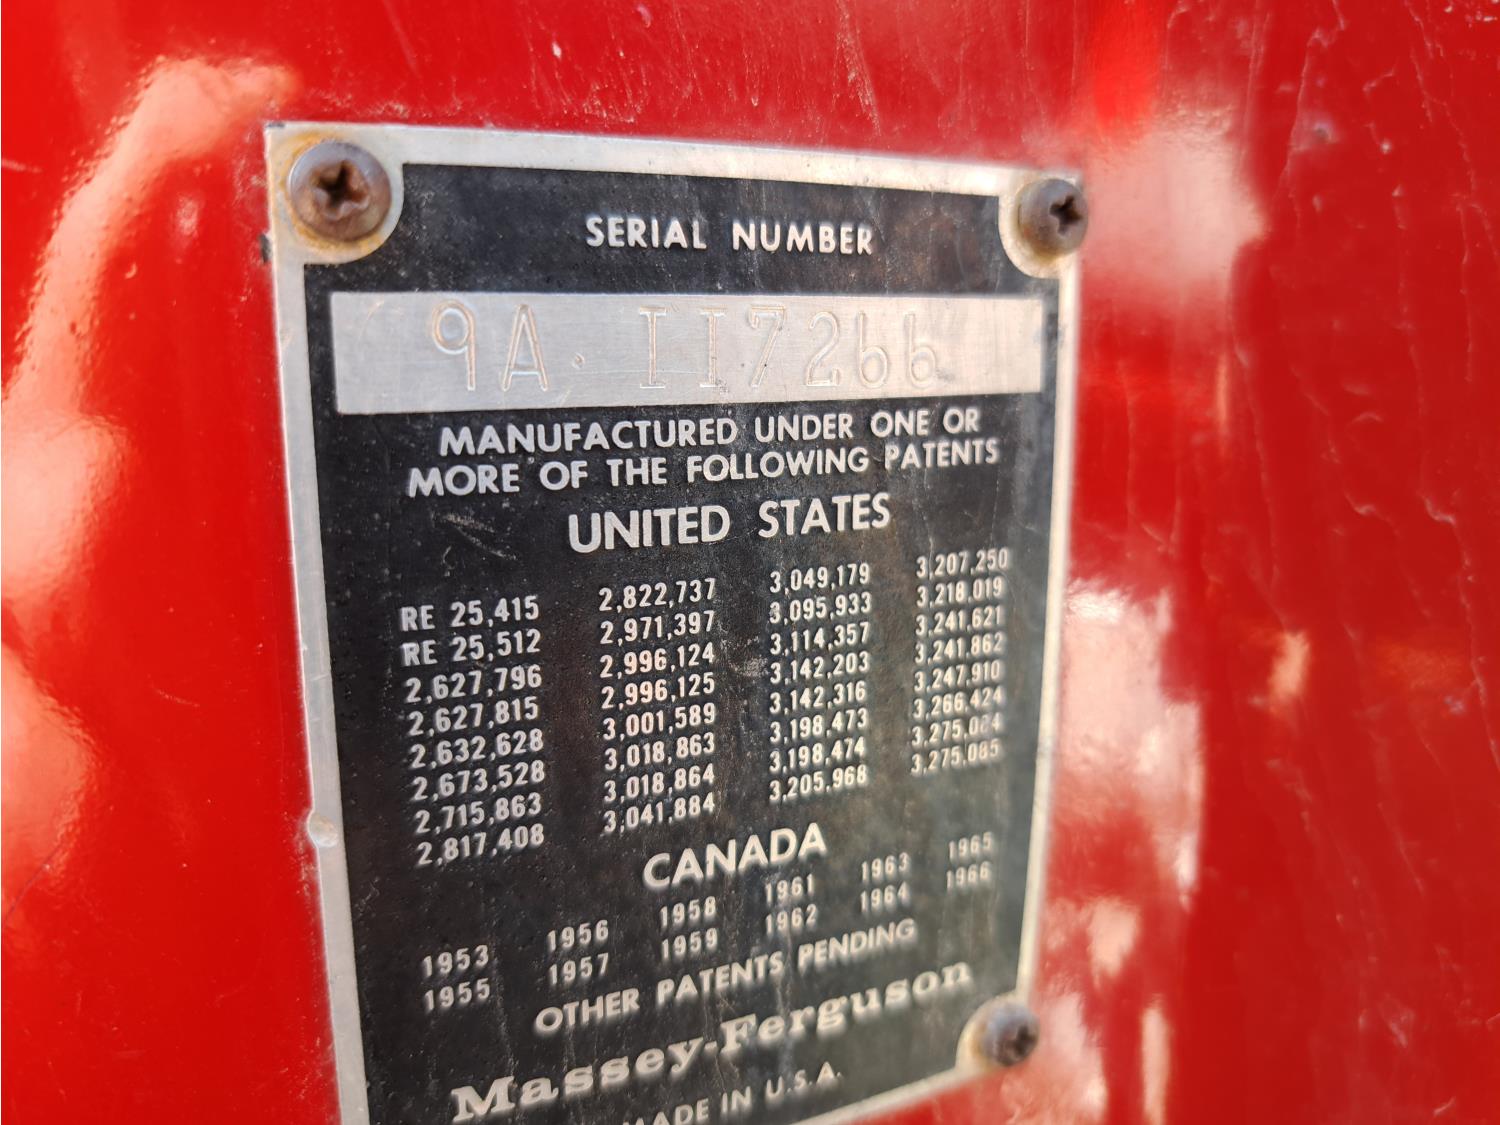 SERIAL NUMBER
9A· 117266
MANUFACTURED UNDER ONE OR
MORE OF THE FOLLOWING PATENTS
UNITED STATES
RE 25,415 2,822,737 3,049,179 3,207,250
RE 25,512 2,971,397 3,095,933 3,218,019
2,627,796 2,996,124 3,114,357 3,241,621
2,627,815 2,996,125 3,142,203 3,241,862
2,632,628 3,001,589 3,142,316 3,247,910
2,673,528 3,018,863 3,198,473 3,266,424
2,715,863 3,018,864 3,198,474 3,275,084
2,817,408 3,041,884 3,205,968 3,275,085
CANADA
1953 1956 1958 1961 1963 1965
1955 1957 1959 1962 1964 1966
OTHER PATENTS PENDING
Massey-Ferguson
MADE IN U.S.A.